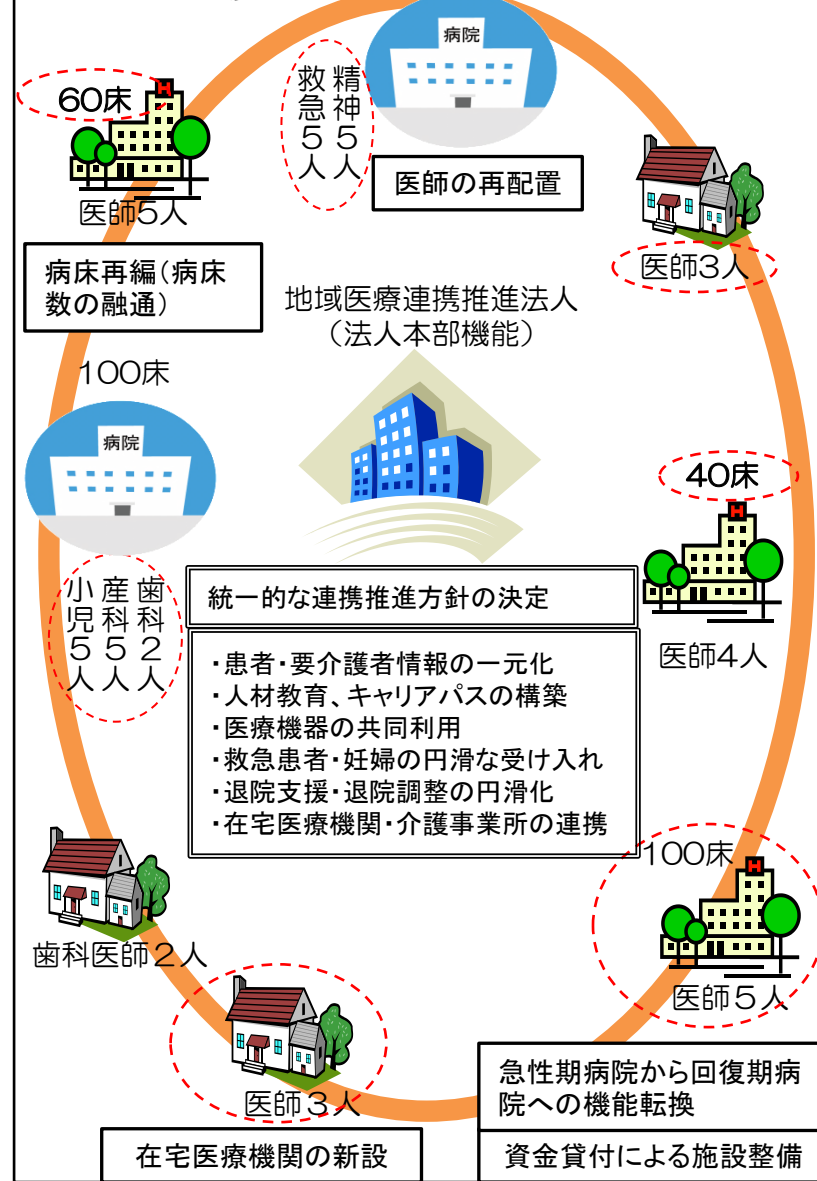 病院
60床
精神5人
救急5人
医師の再配置
医師5人
病床再編(病床
数の融通)
医師3人
地域医療連携推進法人
(法人本部機能)
100床
病院
歯科2人
産科5人
小児5人
40床
医師4人
統一的な連携推進方針の決定
・患者・要介護者情報の一元化
・人材教育、キャリアパスの構築
・医療機器の共同利用
・救急患者・妊婦の円滑な受け入れ
・退院支援・退院調整の円滑化
・在宅医療機関・介護事業所の連携
100床
医師5人
歯科医師2人
医師3人
在宅医療機関の新設
急性期病院から回復期病
院への機能転換
資金貸付による施設整備